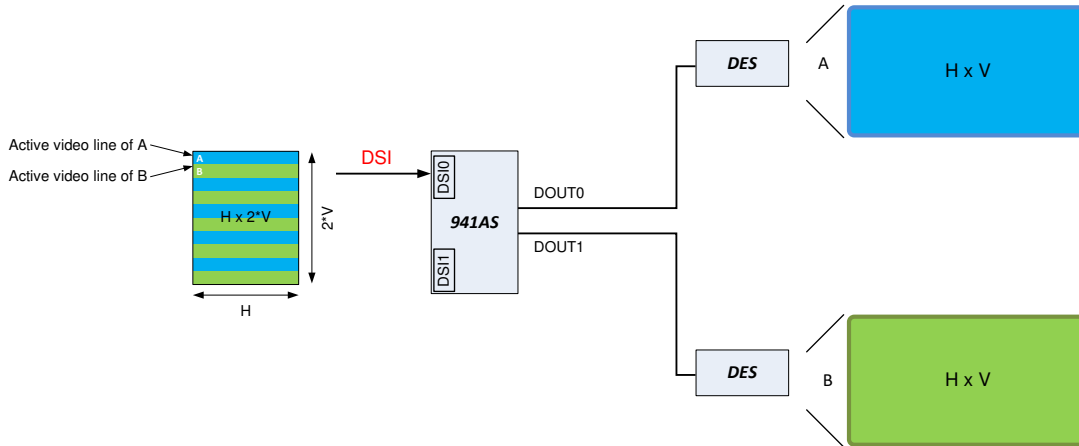 Active video line of A
Active video line of B
A
B
H x 2*V
2*V
H
DSI
DSI0
941AS
DSI1
DOUT0
DOUT1
DES
A
H x V
DES
B
H x V